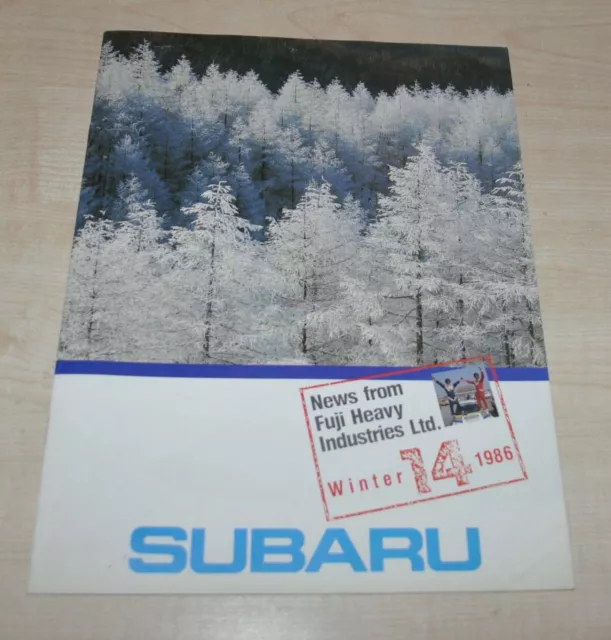 News from
Fuji Heavy
Industries Ltd.
Winter 14 1986
SUBARU